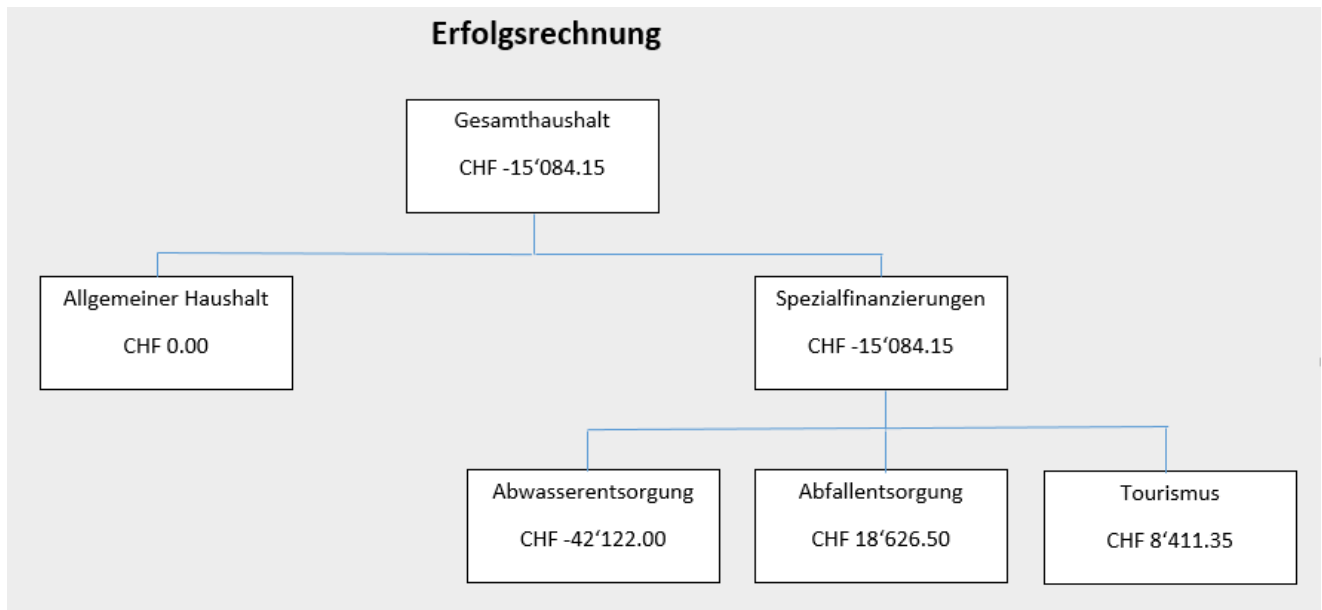 Erfolgsrechnung
Gesamthaushalt
CHF -15‘084.15
Allgemeiner Haushalt
CHF 0.00
Spezialfinanzierungen
CHF -15‘084.15
Abwasserentsorgung
CHF -42‘122.00
Abfallentsorgung
CHF 18‘626.50
Tourismus
CHF 8‘411.35